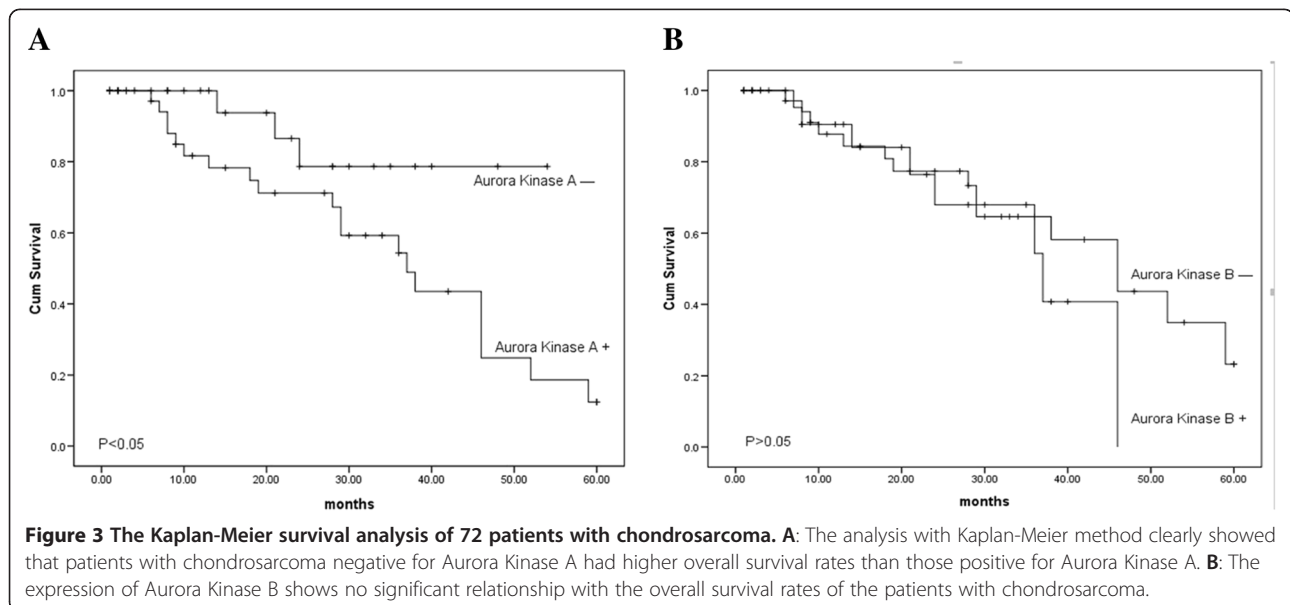 A
Cum Survival
1.0
0.8
0.6
0.4
0.2
0.0
Aurora Kinase A —
Aurora Kinase A +
P<0.05
0.00 10.00 20.00 30.00 40.00 50.00 60.00
months
B
Cum Survival
1.0
0.8
0.6
0.4
0.2
0.0
Aurora Kinase B —
Aurora Kinase B +
P>0.05
0.00 10.00 20.00 30.00 40.00 50.00 60.00
months
Figure 3 The Kaplan-Meier survival analysis of 72 patients with chondrosarcoma. A: The analysis with Kaplan-Meier method clearly showed
that patients with chondrosarcoma negative for Aurora Kinase A had higher overall survival rates than those positive for Aurora Kinase A. B: The
expression of Aurora Kinase B shows no significant relationship with the overall survival rates of the patients with chondrosarcoma.